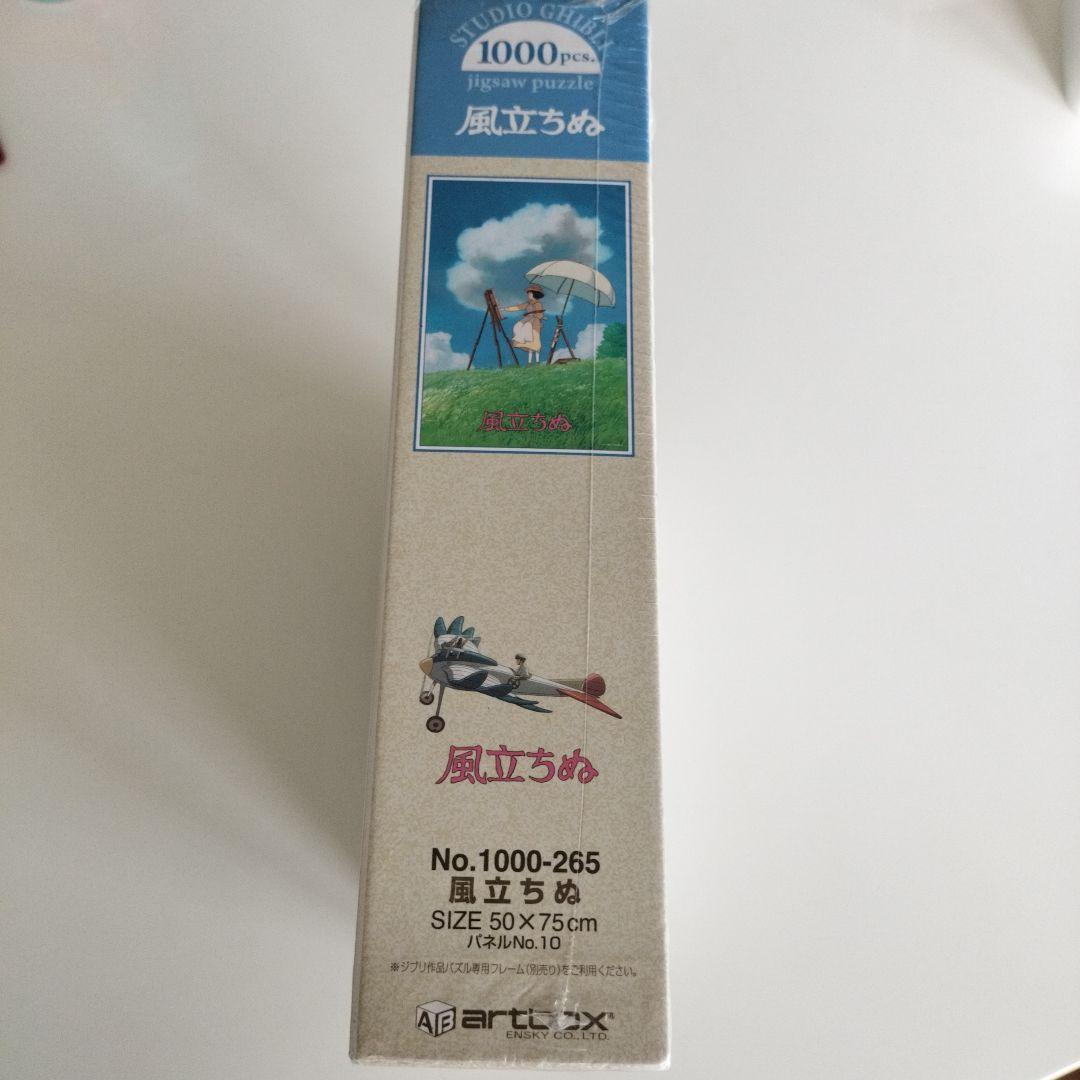 STUDIO GHIBLI
1000pcs.
jigsaw puzzle
風立ちぬ
風立ちぬ
風立ちぬ
No.1000-265
風立ちぬ
SIZE 50×75cm
パネルNo.10
※ジブリ作品パズル専用フレーム(別売り)をご利用ください。
AB artbox®
ENSKY CO., LTD.